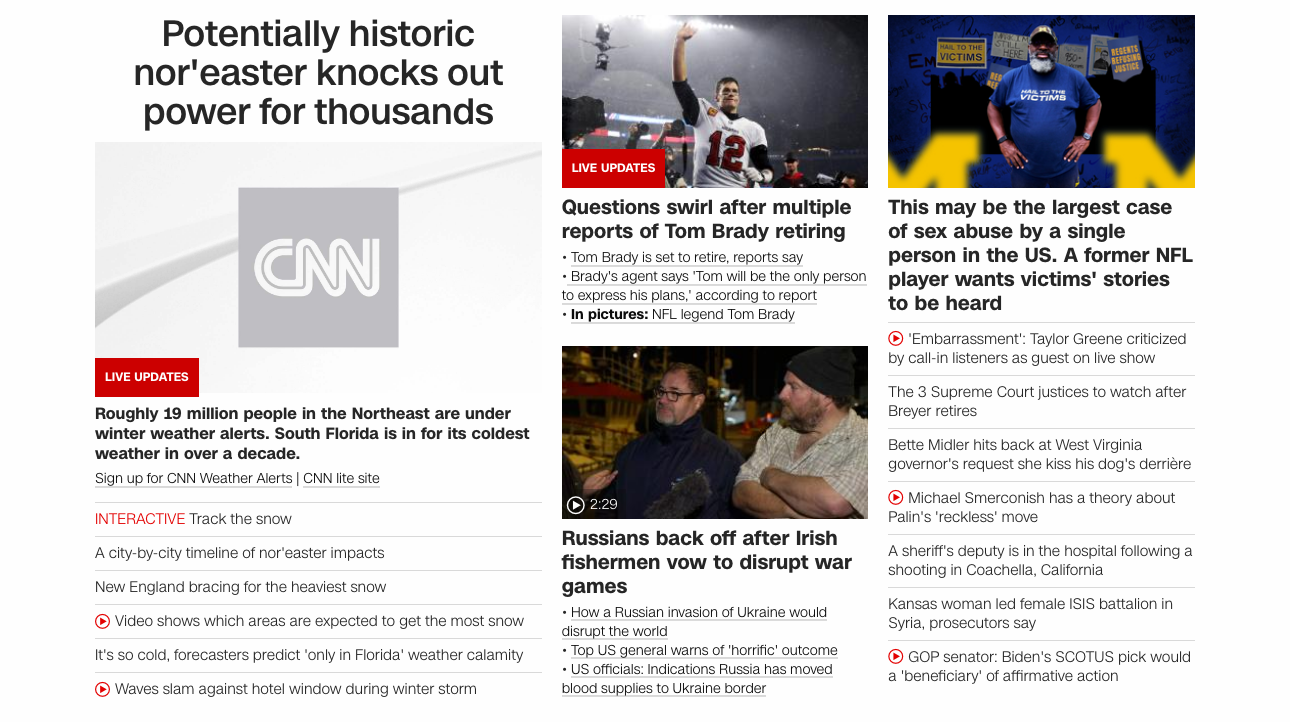 Potentially historic
nor'easter knocks out
power for thousands
CNN
LIVE UPDATES
Roughly 19 million people in the Northeast are under
winter weather alerts. South Florida is in for its coldest
weather in over a decade.
Sign up for CNN Weather Alerts | CNN lite site
INTERACTIVE Track the snow
A city-by-city timeline of nor'easter impacts
New England bracing for the heaviest snow
Video shows which areas are expected to get the most snow
It's so cold, forecasters predict 'only in Florida' weather calamity
Waves slam against hotel window during winter storm
12
LIVE UPDATES
Questions swirl after multiple
reports of Tom Brady retiring
• Tom Brady is set to retire, reports say
• Brady's agent says 'Tom will be the only person
to express his plans,' according to report
• In pictures: NFL legend Tom Brady
2:29
Russians back off after Irish
fishermen vow to disrupt war
games
• How a Russian invasion of Ukraine would
disrupt the world
• Top US general warns of 'horrific' outcome
• US officials: Indications Russia has moved
blood supplies to Ukraine border
HAIL TO THE
VICTIMS
STILL
HERE
REGENTS
REFUSING
JUSTICE
HAIL TO THE
VICTIMS
This may be the largest case
of sex abuse by a single
person in the US. A former NFL
player wants victims' stories
to be heard
'Embarrassment': Taylor Greene criticized
by call-in listeners as guest on live show
The 3 Supreme Court justices to watch after
Breyer retires
Bette Midler hits back at West Virginia
governor's request she kiss his dog's derrière
Michael Smerconish has a theory about
Palin's 'reckless' move
A sheriff's deputy is in the hospital following a
shooting in Coachella, California
Kansas woman led female ISIS battalion in
Syria, prosecutors say
GOP senator: Biden's SCOTUS pick would
a 'beneficiary' of affirmative action